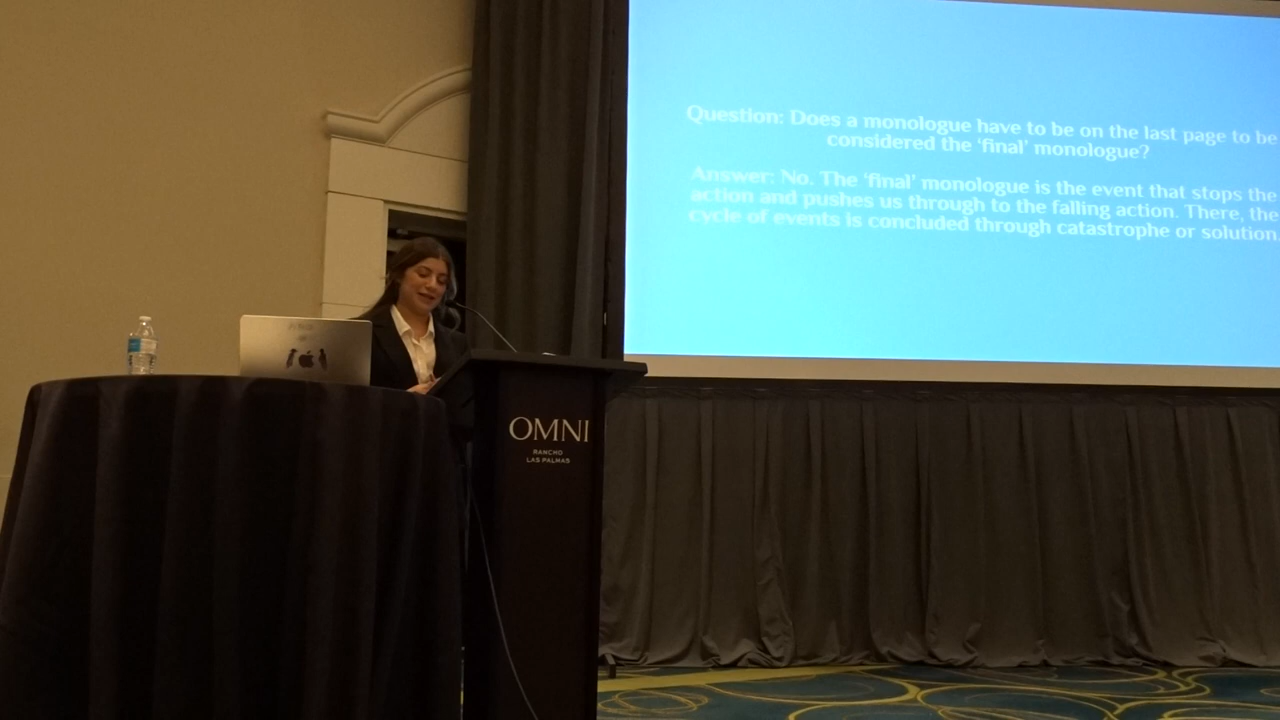 Question: Does a monologue have to be on the last page to be
considered the ‘final’ monologue?
Answer: No. The ‘final’ monologue is the event that stops the
action and pushes us through to the falling action. There, the
cycle of events is concluded through catastrophe or solution.
OMNI
RANCHO
LAS PALMAS